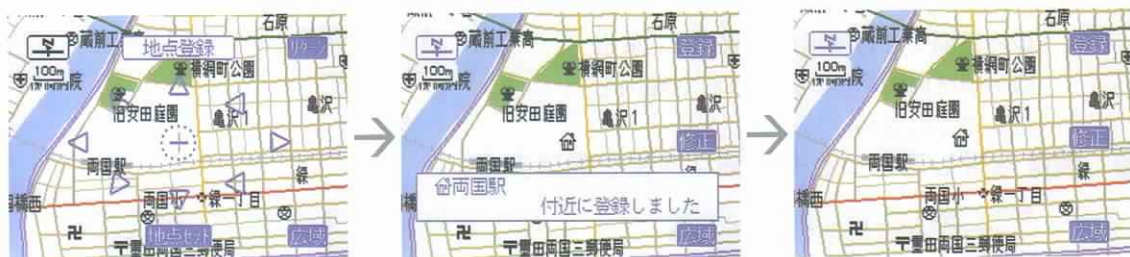 石原
蔵前工業高
地点登録
リターン
100m
横網町公園
旧安田庭園
亀沢1
亀沢
両国駅
緑
橋西
両国小
緑一丁目
卍
地点セット
広域
〒墨田両国三郵便局
石原
蔵前工業高
登録
100m
横網町公園
旧安田庭園
亀沢1
亀沢
修正
両国駅
緑
両国駅
付近に登録しました
卍
広域
〒墨田両国三郵便局
石原
蔵前工業高
登録
100m
横網町公園
旧安田庭園
亀沢1
亀沢
修正
両国駅
緑
橋西
両国小
緑一丁目
卍
広域
〒墨田両国三郵便局